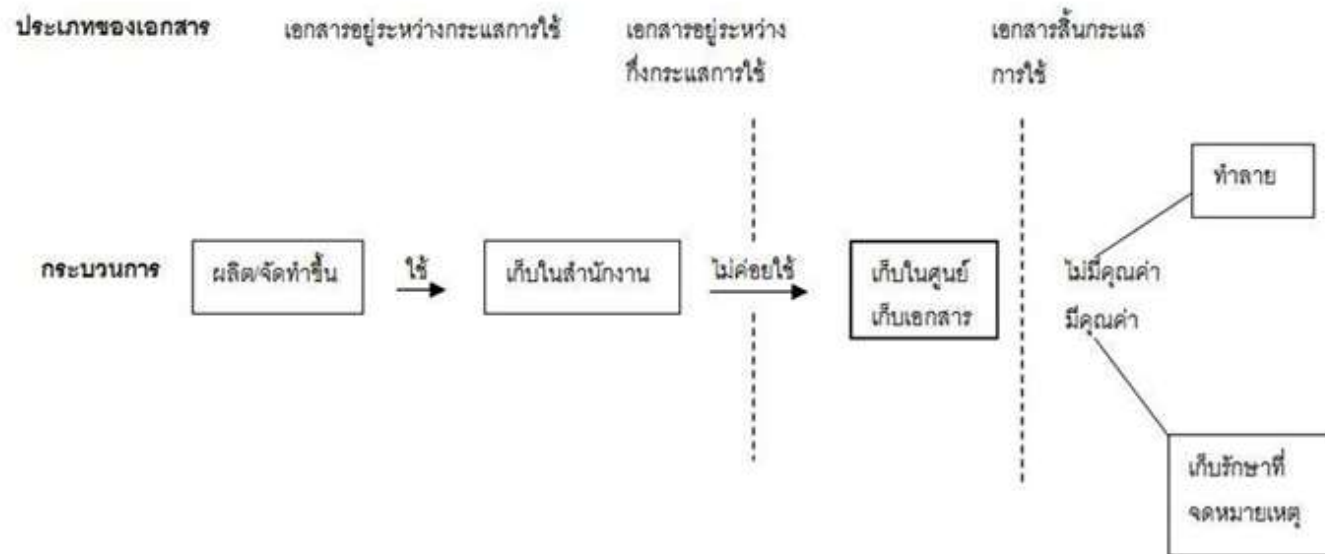 ประเภทของเอกสาร เอกสารอยู่ระหว่างกระแสการใช้ เอกสารอยู่ระหว่าง เอกสารสิ้นกระแส
กึ่งกระแสการใช้ การใช้
ทำลาย
กระบวนการ ผลิต/จัดทำขึ้น ใช้ เก็บในสำนักงาน ไม่ค่อยใช้ เก็บในศูนย์ ไม่มีคุณค่า
เก็บเอกสาร มีคุณค่า
เก็บรักษาที่
จดหมายเหตุ